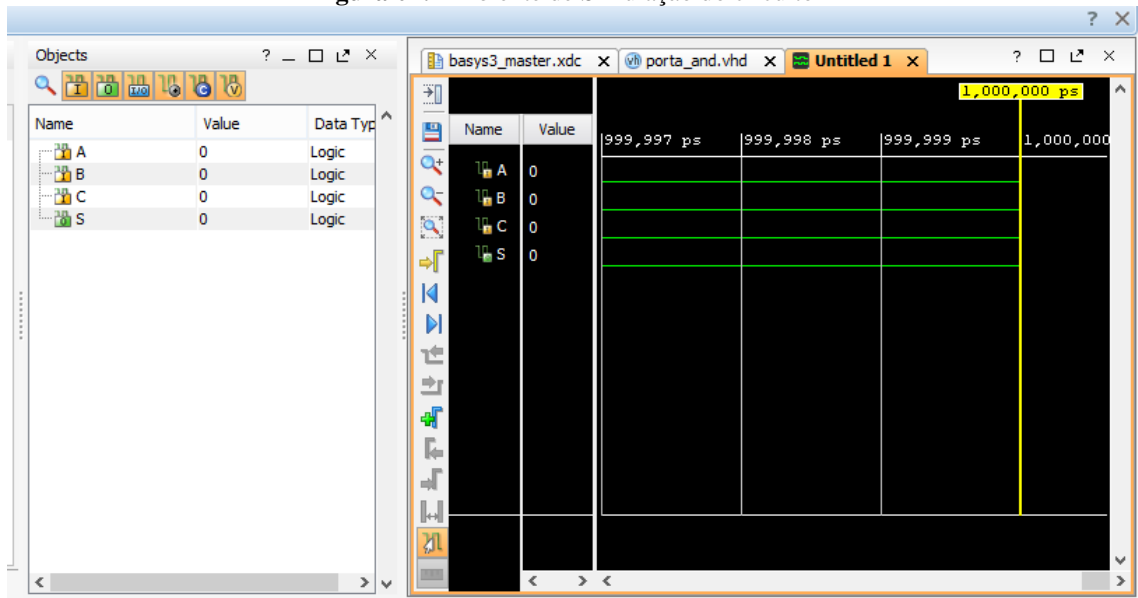 ? ×
Objects ? _ □ ×
Name Value Data Typ
A 0 Logic
B 0 Logic
C 0 Logic
S 0 Logic
basys3_master.xdc × porta_and.vhd × Untitled 1 × ? □ ×
1,000,000 ps
Name Value
999,997 ps 999,998 ps 999,999 ps 1,000,000
A 0
B 0
C 0
S 0